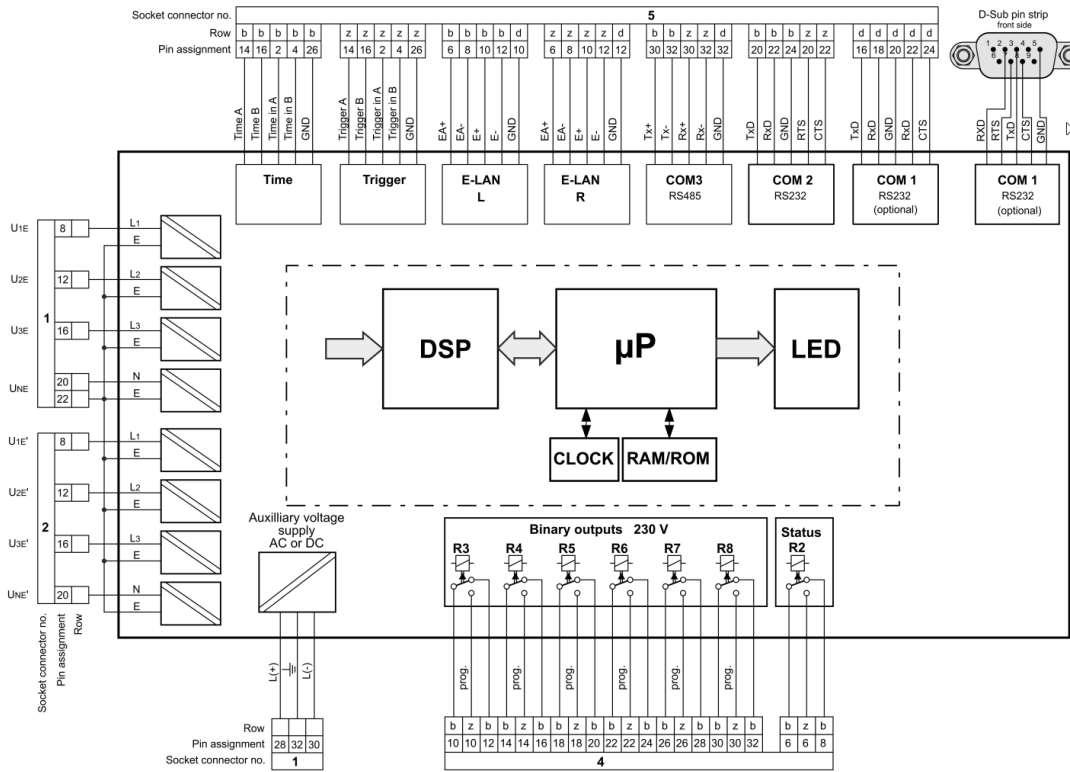 Socket connector no. 5
Row b b b b b z z z z z b b b b d z z z z d b b z z d b b b z z d d d d d
Pin assignment 14 16 2 4 26 14 16 2 4 26 6 8 10 12 10 6 8 10 12 12 30 32 30 32 32 20 22 24 20 22 16 18 20 22 24
D-Sub pin strip
front side
1 2 3 4 5
6 7 8 9
Time A
Time B
Time in A
Time in B
GND
Trigger A
Trigger B
Trigger in A
Trigger in B
GND
EA+
EA-
E+
E-
GND
EA+
EA-
E+
E-
GND
Tx+
Tx-
Rx+
Rx-
GND
TxD
RxD
GND
RTS
CTS
TxD
RxD
GND
RxD
CTS
RXD
RTS
TxD
CTS
GND
Time
Trigger
E-LAN
L
E-LAN
R
COM3
RS485
COM 2
RS232
COM 1
RS232
(optional)
COM 1
RS232
(optional)
U1E 8 L1
E
U2E 12 L2
E
1
U3E 16 L3
E
UNE 20 N
22 E
U1E' 8 L1
E
U2E' 12 L2
E
2
U3E' 16 L3
E
UNE' 20 N
E
Socket connector no.
Pin assignment
Row
DSP
µP
LED
CLOCK
RAM/ROM
Auxilliary voltage
supply
AC or DC
L(+)
L(-)
Row
Pin assignment 28 32 30
Socket connector no. 1
Binary outputs 230 V
R3 R4 R5 R6 R7 R8
Status
R2
prog. prog. prog. prog. prog. prog.
b z b b z b b z b b z b b z b b z b b z b
10 10 12 14 14 16 18 18 20 22 22 24 26 26 28 30 30 32 6 6 8
4